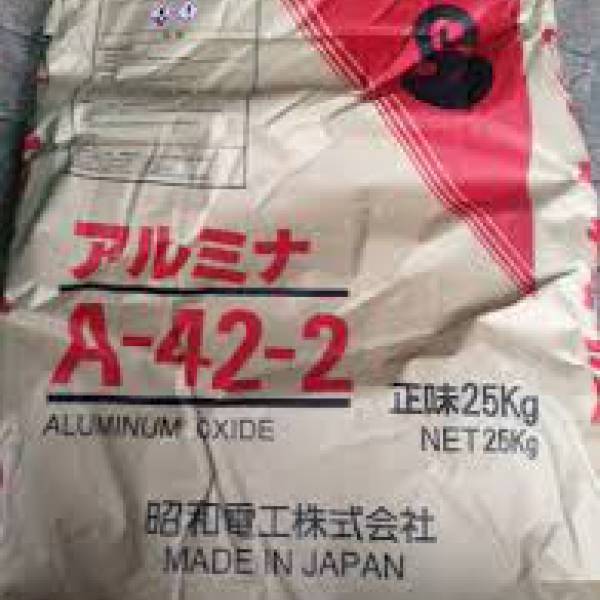 アルミナ
A-42-2
ALUMINUM OXIDE
正味25Kg
NET25Kg
昭和電工株式会社
MADE IN JAPAN